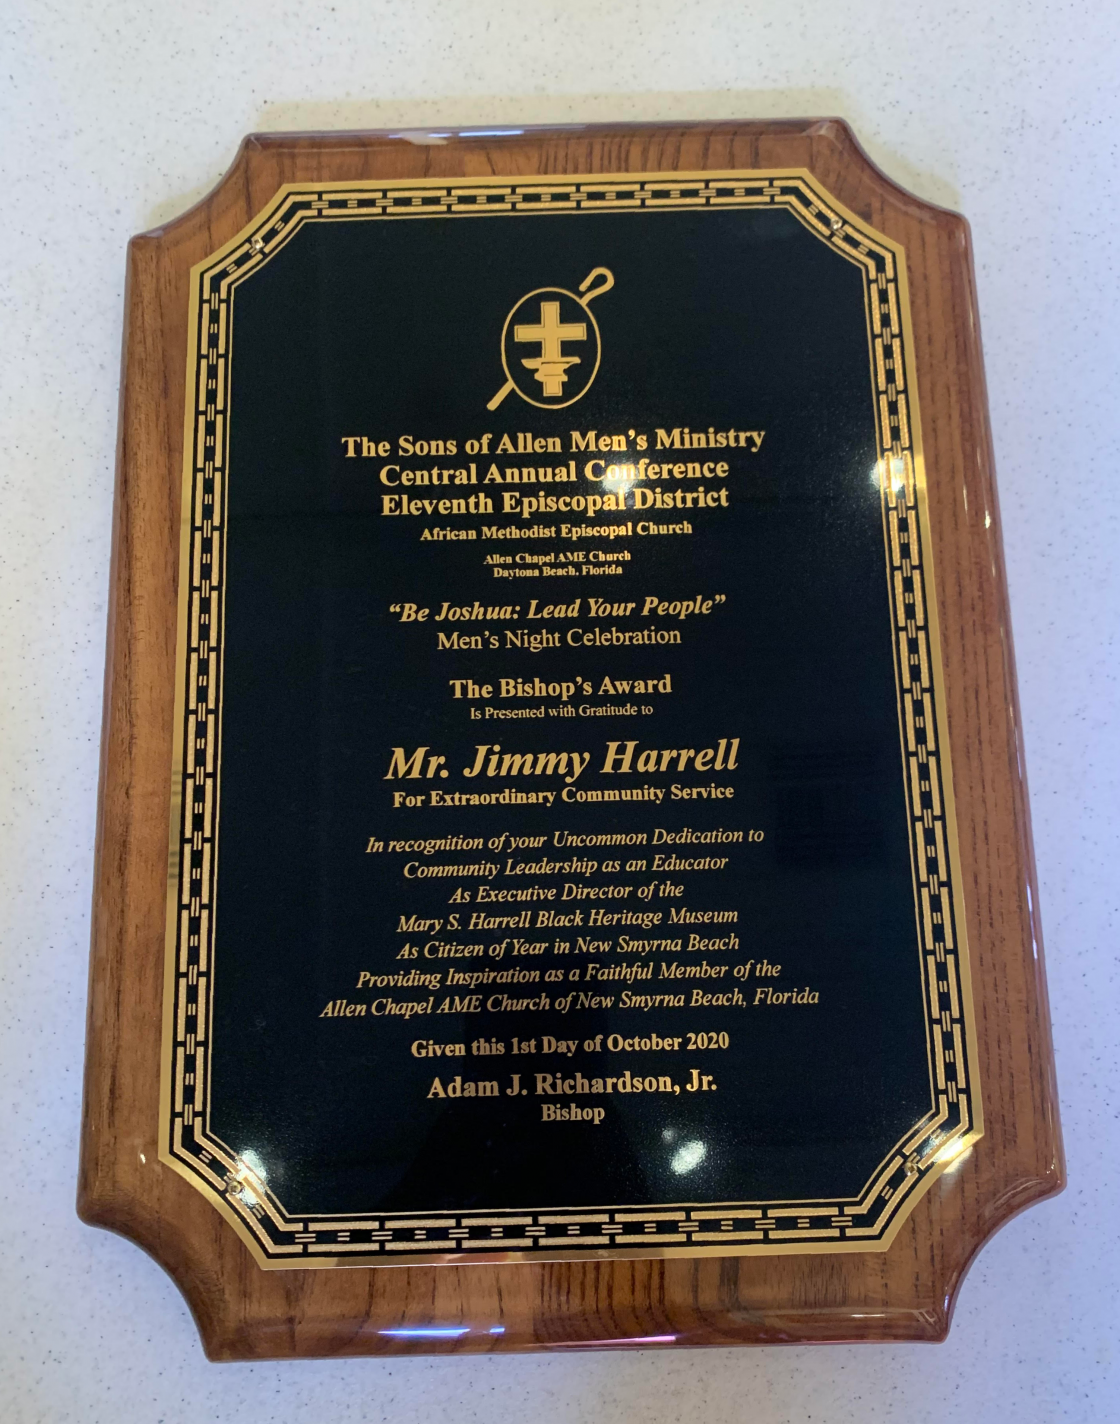 The Sons of Allen Men's Ministry
Central Annual Conference
Eleventh Episcopal District
African Methodist Episcopal Church
Allen Chapel AME Church
Daytona Beach, Florida
“Be Joshua: Lead Your People”
Men's Night Celebration
The Bishop's Award
Is Presented with Gratitude to
Mr. Jimmy Harrell
For Extraordinary Community Service
In recognition of your Uncommon Dedication to
Community Leadership as an Educator
As Executive Director of the
Mary S. Harrell Black Heritage Museum
As Citizen of Year in New Smyrna Beach
Providing Inspiration as a Faithful Member of the
Allen Chapel AME Church of New Smyrna Beach, Florida
Given this 1st Day of October 2020
Adam J. Richardson, Jr.
Bishop